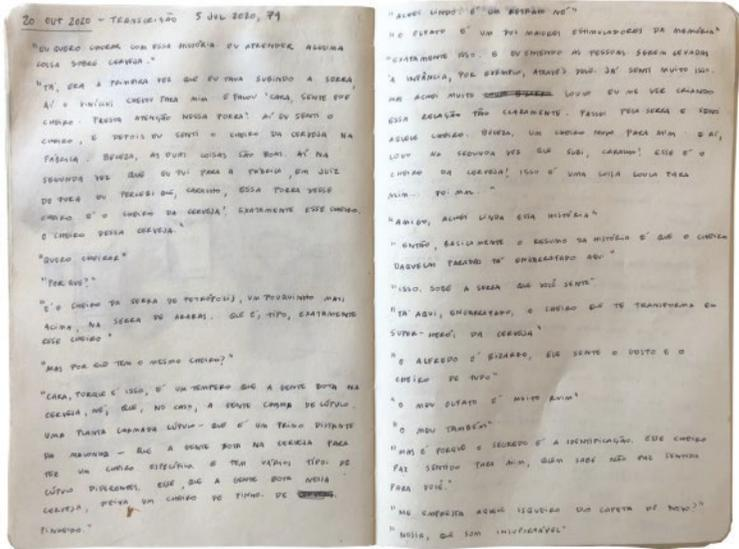 20 OUT 2020 - TRANSCRIÇÃO 5 JUL 2020, 71
"EU QUERO CHORAR COM ESSA HISTÓRIA. EU APRENDER ALGUMA
COISA SOBRE CERVEJA."
"TÁ, ERA A PRIMEIRA VEZ QUE EU TAVA SUBINDO A SERRA,
AÍ O VINÍCIUS CHEGOU PARA MIM E FALOU 'CARA, SENTE ESSE
CHEIRO. PRESTA ATENÇÃO NESSA PORRA!' AÍ EU SENTI O
CHEIRO, E DEPOIS EU SENTI O CHEIRO DA CERVEJA NA
FÁBRICA. BELEZA, AS DUAS COISAS SÃO BOAS. AÍ NA
SEGUNDA VEZ QUE EU FUI PARA A FÁBRICA, EM JUIZ
DE FORA EU PERCEBI QUE, CARALHO, ESSA PORRA DESSE
CHEIRO É O CHEIRO DA CERVEJA! EXATAMENTE ESSE CHEIRO.
O CHEIRO DESSA CERVEJA."
"QUERO CHEIRAR"
"POR QUE?"
"É O CHEIRO DA SERRA DE PETRÓPOLIS, UM POUQUINHO MAIS
ACIMA, NA SERRA DE ARARAS. QUE É, TIPO, EXATAMENTE
ESSE CHEIRO"
"MAS POR QUE TEM O MESMO CHEIRO?"
"CARA, PORQUE É ISSO, É UM TEMPERO QUE A GENTE BOTA NA
CERVEJA, NÉ, QUE, NO CASO, A GENTE CHAMA DE LÚPULO.
UMA PLANTA CHAMADA LÚPULO - QUE É UM PRIMO DISTANTE
DA MACONHA - QUE A GENTE BOTA NA CERVEJA PARA
TER UM CHEIRO ESPECÍFICO E TEM VÁRIOS TIPOS DE
LÚPULO DIFERENTES. ESSE, QUE A GENTE BOTA NESSA
CERVEJA, DEIXA UM CHEIRO DE PINHO. DE
PINHEIRO."
"ACHEI LINDO. É UM RETRATO NÉ"
"O OLFATO É UM DOS MAIORES ESTIMULADORES DA MEMÓRIA"
"EXATAMENTE ISSO. E EU ENTENDO AS PESSOAS SEREM LEVADAS
À INFÂNCIA, POR EXEMPLO, ATRAVÉS DISSO. JÁ SENTI MUITO ISSO.
MAS ACHEI MUITO LOUCO EU ME VER CRIANDO
ESSA RELAÇÃO TÃO CLARAMENTE. PASSEI PELA SERRA E SENTI
AQUELE CHEIRO. BELEZA, UM CHEIRO NOVO PARA MIM. E AÍ,
LOGO NA SEGUNDA VEZ QUE SUBI, CARALHO! ESSE É O
CHEIRO DA CERVEJA! ISSO É UMA COISA LOUCA PARA
MIM... FOI MAL..."
"AMIGO, ACHEI LINDA ESSA HISTÓRIA"
"ENTÃO, BASICAMENTE O RESUMO DA HISTÓRIA É QUE O CHEIRO
DAQUELAS PARADAS TÁ ENGARRAFADO AQUI"
"ISSO. SOBE A SERRA QUE VOCÊ SENTE"
"TÁ AQUI, ENGARRAFADO, O CHEIRO QUE TE TRANSFORMA EM
SUPER-HERÓI, DA CERVEJA"
"O ALFREDO É BIZARRO, ELE SENTE O GOSTO E O
CHEIRO DE TUDO"
"O MEU OLFATO É MUITO RUIM"
"O MEU TAMBÉM"
"MAS É PORQUE O SEGREDO É A IDENTIFICAÇÃO. ESSE CHEIRO
FAZ SENTIDO PARA MIM, QUEM SABE NÃO FAZ SENTIDO
PARA VOCÊ."
"ME EMPRESTA AQUELE ISQUEIRO DO CAPETA DE NOVO?"
"NOSSA, QUE SOM INSUPORTÁVEL"